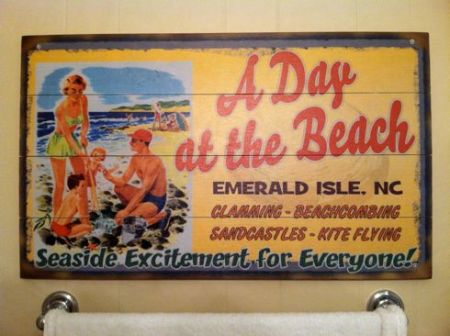 A Day
at the Beach
EMERALD ISLE, NC
CLAMMING - BEACHCOMBING
SANDCASTLES - KITE FLYING
Seaside Excitement for Everyone!